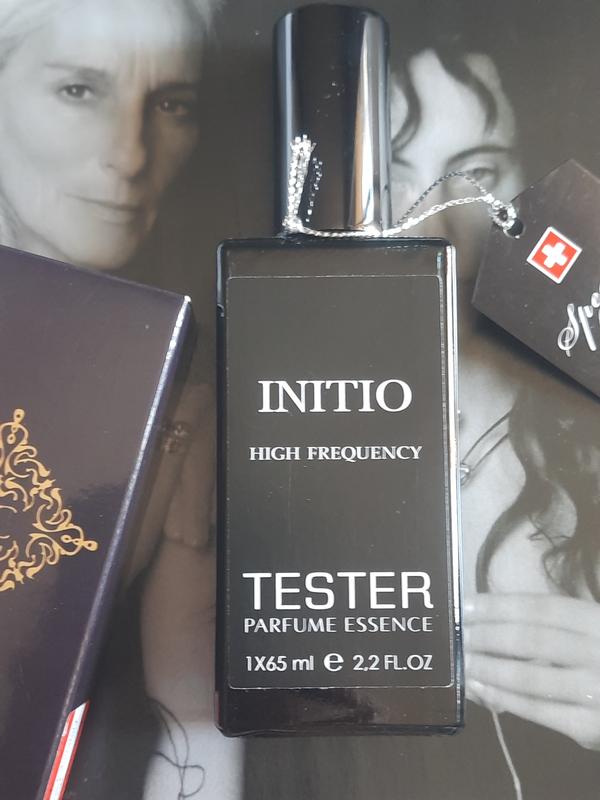 INITIO
HIGH FREQUENCY
TESTER
PARFUME ESSENCE
1X65 ml e 2,2 FL.OZ